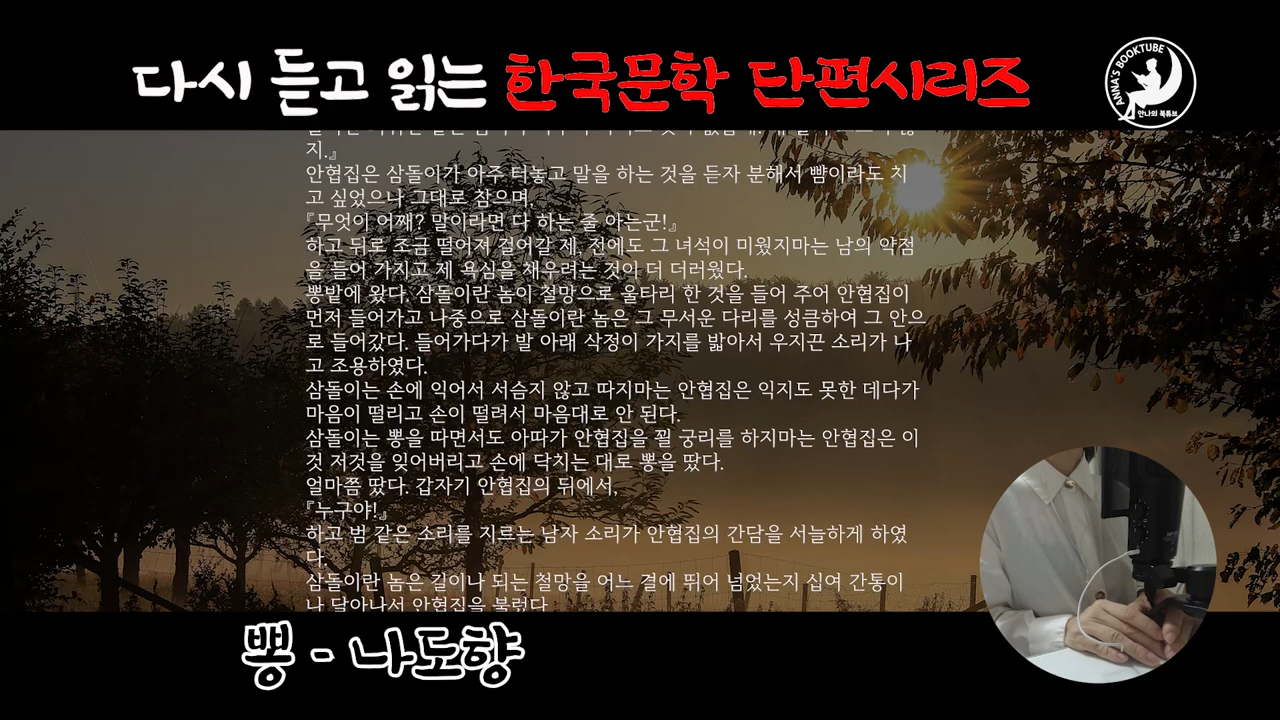 다시 듣고 읽는 한국문학 단편시리즈
ANNA'S BOOKTUBE
안나의 북튜브
지.』
안협집은 삼돌이가 아주 터놓고 말을 하는 것을 듣자 분해서 뺨이라도 치
고 싶었으나 그대로 참으며,
『무엇이 어째? 말이라면 다 하는 줄 아는군!』
하고 뒤로 조금 떨어져 걸어갈 제, 전에도 그 녀석이 미웠지마는 남의 약점
을 들어 가지고 제 욕심을 채우려는 것이 더 더러웠다.
뽕밭에 왔다. 삼돌이란 놈이 철망으로 울타리 한 것을 들어 주어 안협집이
먼저 들어가고 나중으로 삼돌이란 놈은 그 무서운 다리를 성큼하여 그 안으
로 들어갔다. 들어가다가 발 아래 삭정이 가지를 밟아서 우지끈 소리가 나
고 조용하였다.
삼돌이는 손에 익어서 서슴지 않고 따지마는 안협집은 익지도 못한 데다가
마음이 떨리고 손이 떨려서 마음대로 안 된다.
삼돌이는 뽕을 따면서도 아따가 안협집을 꾈 궁리를 하지마는 안협집은 이
것 저것을 잊어버리고 손에 닥치는 대로 뽕을 땄다.
얼마쯤 땄다. 갑자기 안협집의 뒤에서,
『누구야!』
하고 범 같은 소리를 지르는 남자 소리가 안협집의 간담을 서늘하게 하였
다.
삼돌이란 놈은 길이나 되는 철망을 어느 결에 뛰어 넘었는지 십여 간통이
나 달아나서 안협집을 불렀다
뽕 - 나도향